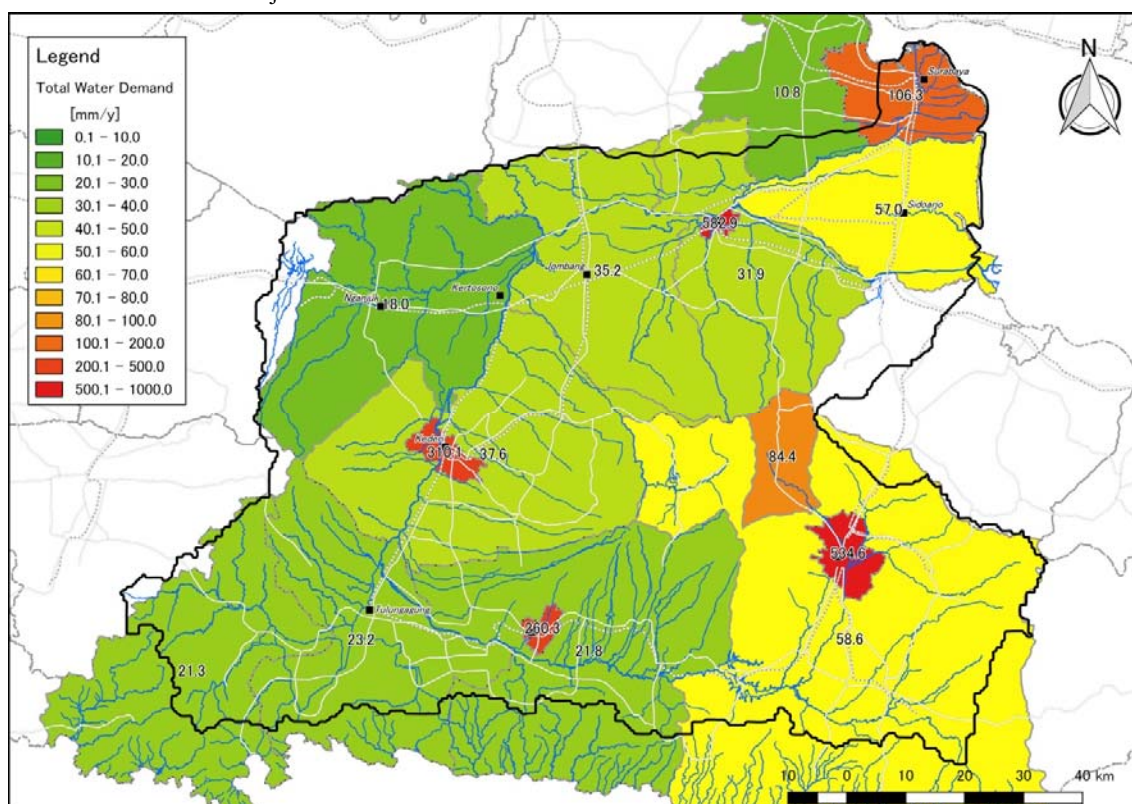 Legend
Total Water Demand
[mm/y]
0.1 - 10.0
10.1 - 20.0
20.1 - 30.0
30.1 - 40.0
40.1 - 50.0
50.1 - 60.0
60.1 - 70.0
70.1 - 80.0
80.1 - 100.0
100.1 - 200.0
200.1 - 500.0
500.1 - 1000.0
N
Surabaya
106.3
10.8
Sidoarjo
57.0
582.9
31.9
Jombang
35.2
Kertosono
Nganjuk
18.0
Kediri
310.1
37.6
84.4
534.6
58.6
Tulungagung
23.2
260.3
21.8
21.3
10 0 10 20 30 40 km